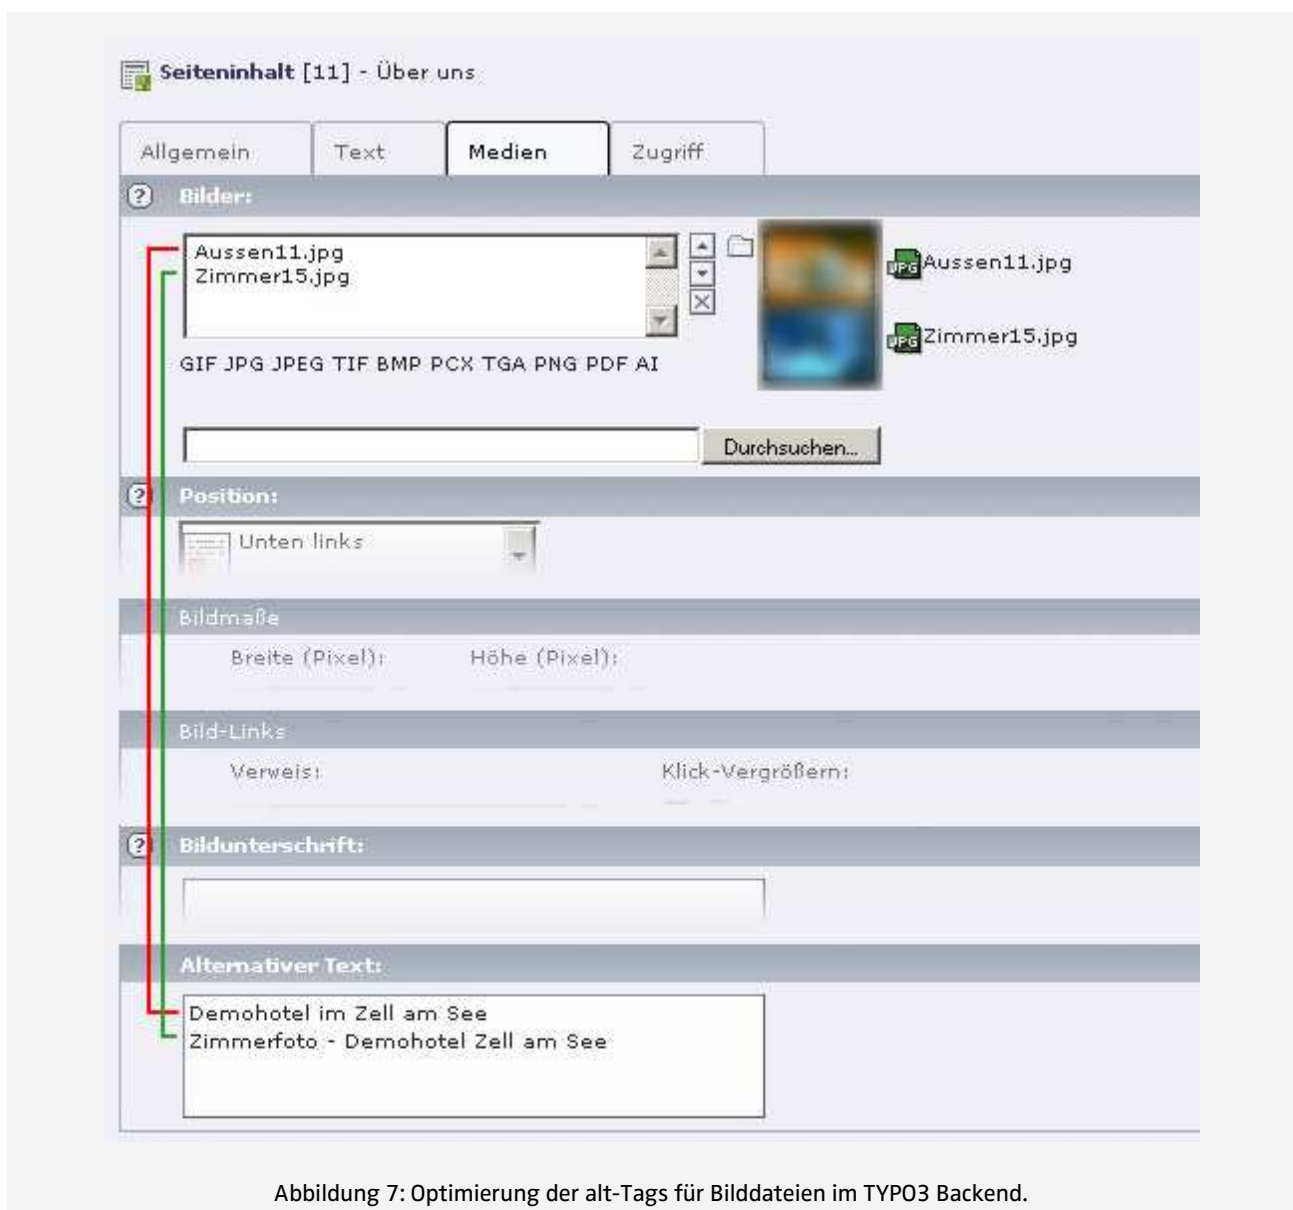 Seiteninhalt [11] - Über uns
Allgemein Text Medien Zugriff
Bilder:
Aussen11.jpg
Zimmer15.jpg
JPG Aussen11.jpg
JPG Zimmer15.jpg
GIF JPG JPEG TIF BMP PCX TGA PNG PDF AI
Durchsuchen...
Position:
Unten links
Bildmaße
Breite (Pixel): Höhe (Pixel):
Bild-Links
Verweis: Klick-Vergrößern:
Bildunterschrift:
Alternativer Text:
Demohotel im Zell am See
Zimmerfoto - Demohotel Zell am See
Abbildung 7: Optimierung der alt-Tags für Bilddateien im TYPO3 Backend.